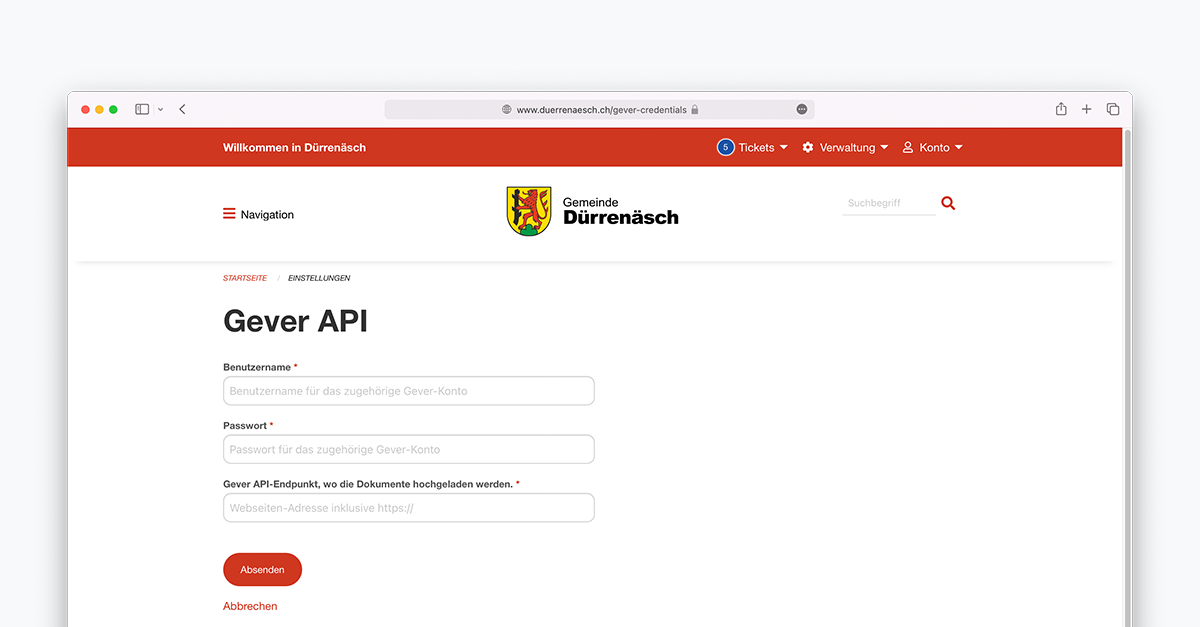 www.duerrenaesch.ch/gever-credentials
Willkommen in Dürrenäsch
5 Tickets Verwaltung Konto
Navigation
Gemeinde
Dürrenäsch
Suchbegriff
STARTSEITE / EINSTELLUNGEN
Gever API
Benutzername *
Benutzername für das zugehörige Gever-Konto
Passwort *
Passwort für das zugehörige Gever-Konto
Gever API-Endpunkt, wo die Dokumente hochgeladen werden. *
Webseiten-Adresse inklusive https://
Absenden
Abbrechen